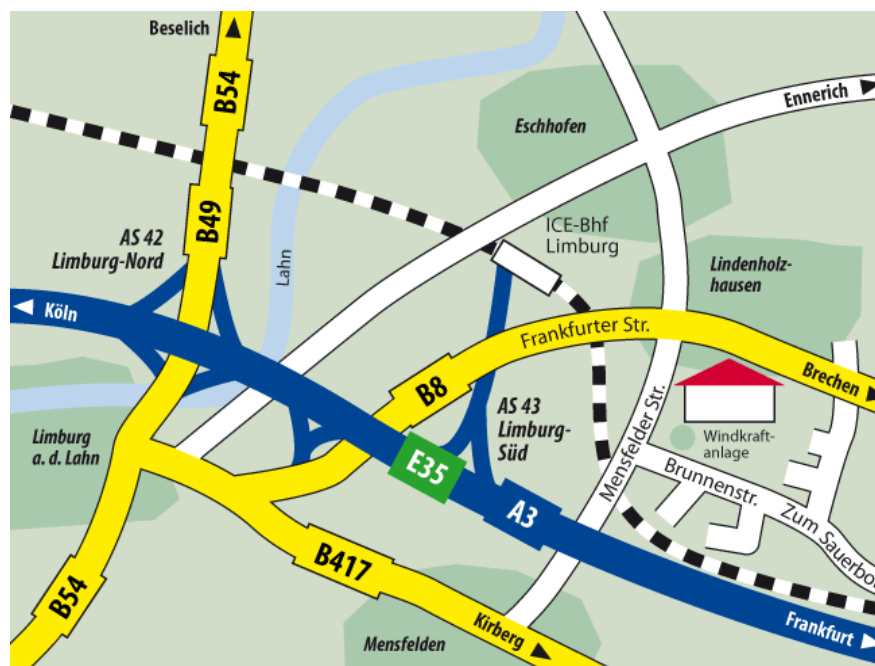 Beselich
B54
Ennerich
Eschhofen
B49
AS 42
Limburg-Nord
ICE-Bhf
Limburg
Lahn
Lindenholz-
hausen
Köln
Frankfurter Str.
B8
Brechen
AS 43
Limburg-
Süd
Mensfelder Str.
Limburg
a. d. Lahn
Windkraft-
anlage
E35
Brunnenstr.
A3
Zum Sauerbor
B417
B54
Mensfelden
Kirberg
Frankfurt